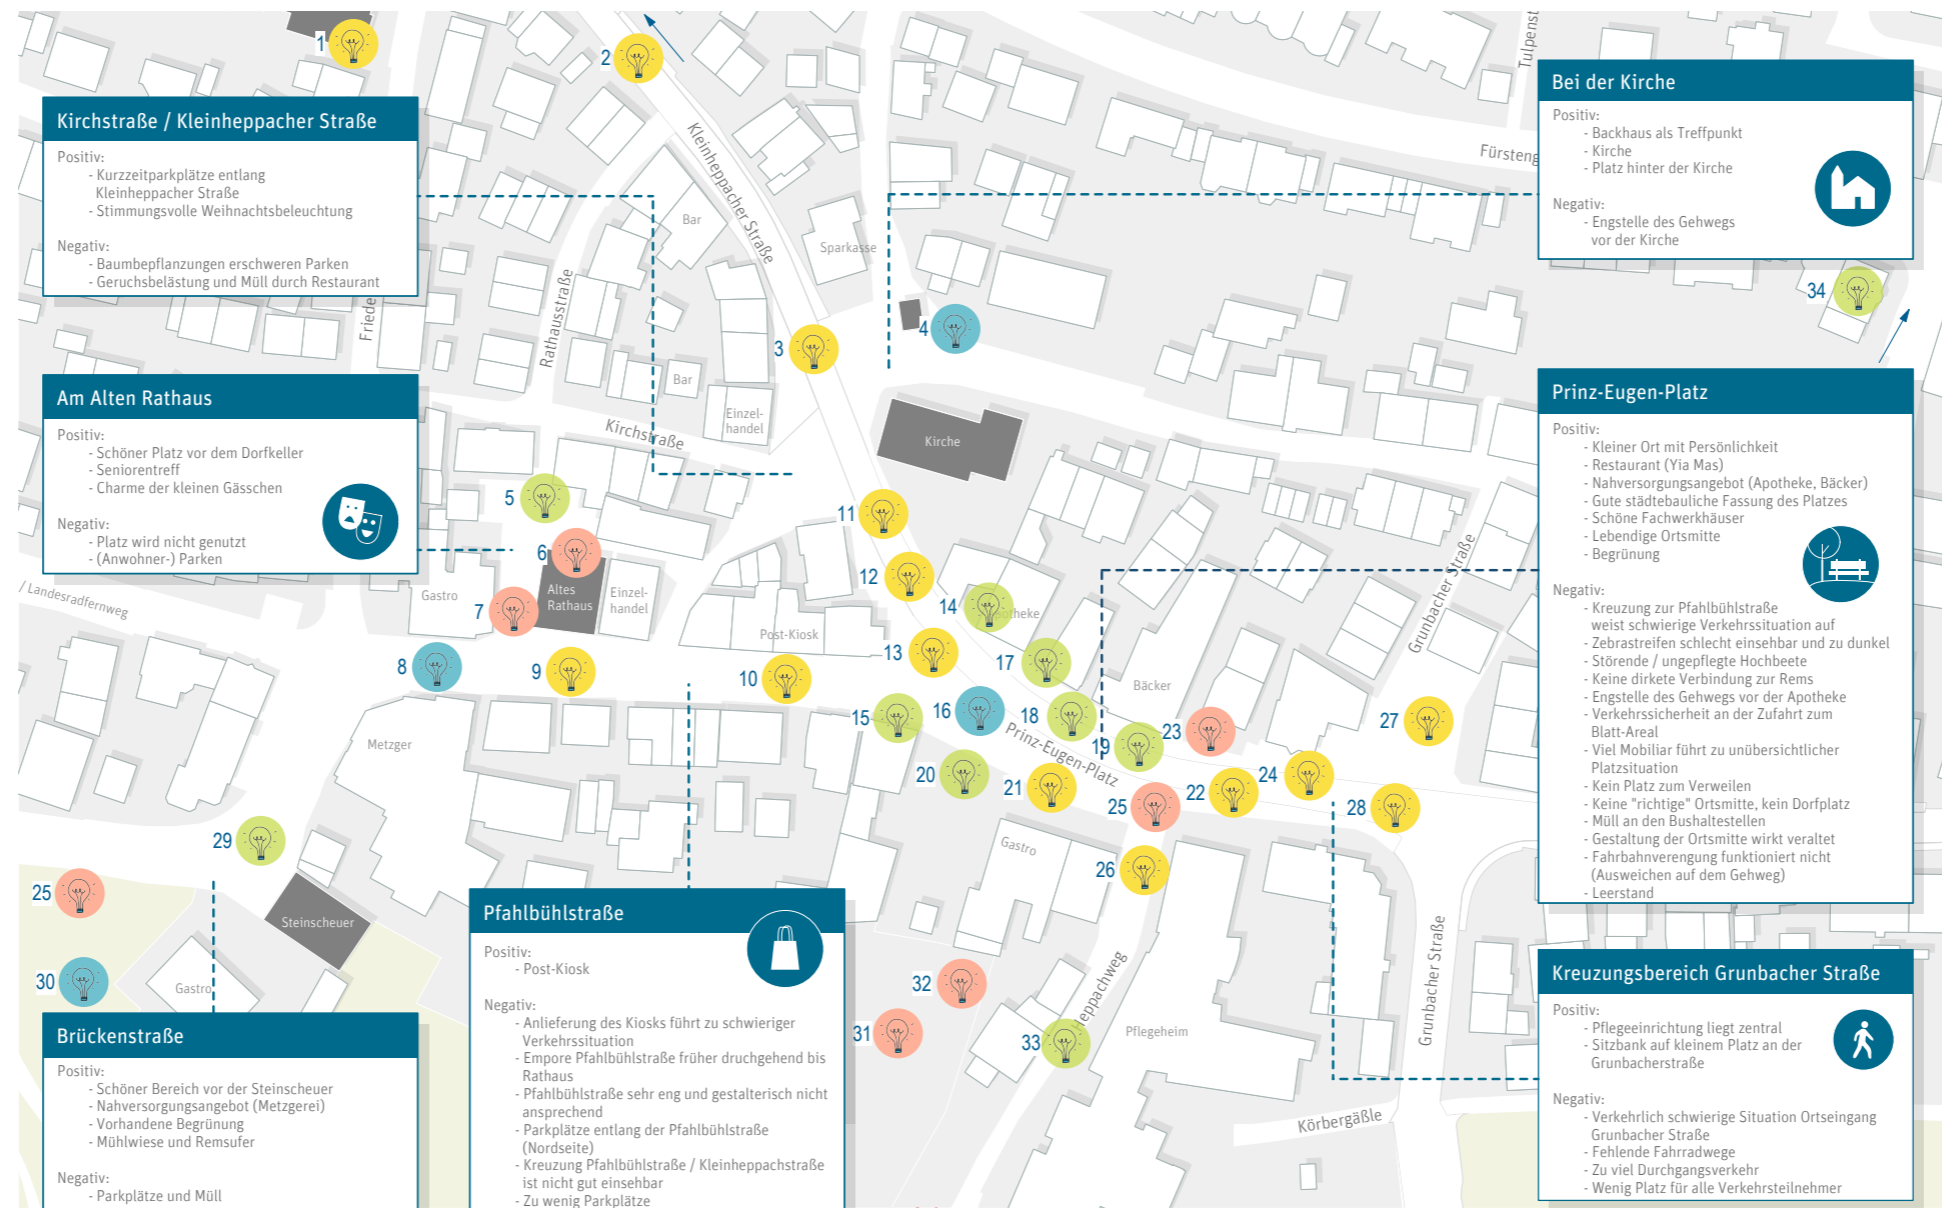 1
2
Kleinheppacher Straße
Tulpenst
Fürsteng
Kirchstraße / Kleinheppacher Straße
Positiv:
- Kurzzeitparkplätze entlang
Kleinheppacher Straße
- Stimmungsvolle Weihnachtsbeleuchtung
Negativ:
- Baumbepflanzungen erschweren Parken
- Geruchsbelästigung und Müll durch Restaurant
Bei der Kirche
Positiv:
- Backhaus als Treffpunkt
- Kirche
- Platz hinter der Kirche
Negativ:
- Engstelle des Gehwegs
vor der Kirche
Bar
Sparkasse
Friede
Rathausstraße
34
4
3
Bar
Einzel-
handel
Kirchstraße
Kirche
Am Alten Rathaus
Positiv:
- Schöner Platz vor dem Dorfkeller
- Seniorentreff
- Charme der kleinen Gässchen
Negativ:
- Platz wird nicht genutzt
- (Anwohner-) Parken
Prinz-Eugen-Platz
Positiv:
- Kleiner Ort mit Persönlichkeit
- Restaurant (Yia Mas)
- Nahversorgungsangebot (Apotheke, Bäcker)
- Gute städtebauliche Fassung des Platzes
- Schöne Fachwerkhäuser
- Lebendige Ortsmitte
- Begrünung
Negativ:
- Kreuzung zur Pfahlbühlstraße
weist schwierige Verkehrssituation auf
- Zebrastreifen schlecht einsehbar und zu dunkel
- Störende / ungepflegte Hochbeete
- Keine dirkete Verbindung zur Rems
- Engstelle des Gehwegs vor der Apotheke
- Verkehrssicherheit an der Zufahrt zum
Blatt-Areal
- Viel Mobiliar führt zu unübersichtlicher
Platzsituation
- Kein Platz zum Verweilen
- Keine "richtige" Ortsmitte, kein Dorfplatz
- Müll an den Bushaltestellen
- Gestaltung der Ortsmitte wirkt veraltet
- Fahrbahnverengung funktioniert nicht
(Ausweichen auf dem Gehweg)
- Leerstand
5
6
7
8
9
10
11
12
13
14
/ Landesradfernweg
Gastro
Altes
Rathaus
Einzel-
handel
Post-Kiosk
otheke
Grunbacher Straße
Bäcker
15
16
17
18
19
20
21
22
23
24
25
26
27
28
Prinz-Eugen-Platz
Metzger
Gastro
29
25
30
Steinscheuer
Gastro
31
32
33
Heppachweg
Pflegeheim
Grunbacher Straße
Körbergäßle
Brückenstraße
Positiv:
- Schöner Bereich vor der Steinscheuer
- Nahversorgungsangebot (Metzgerei)
- Vorhandene Begrünung
- Mühlwiese und Remsufer
Negativ:
- Parkplätze und Müll
Pfahlbühlstraße
Positiv:
- Post-Kiosk
Negativ:
- Anlieferung des Kiosks führt zu schwieriger
Verkehrssituation
- Empore Pfahlbühlstraße früher druchgehend bis
Rathaus
- Pfahlbühlstraße sehr eng und gestalterisch nicht
ansprechend
- Parkplätze entlang der Pfahlbühlstraße
(Nordseite)
- Kreuzung Pfahlbühlstraße / Kleinheppachstraße
ist nicht gut einsehbar
- Zu wenig Parkplätze
Kreuzungsbereich Grunbacher Straße
Positiv:
- Pflegeeinrichtung liegt zentral
- Sitzbank auf kleinem Platz an der
Grunbacherstraße
Negativ:
- Verkehrlich schwierige Situation Ortseingang
Grunbacher Straße
- Fehlende Fahrradwege
- Zu viel Durchgangsverkehr
- Wenig Platz für alle Verkehrsteilnehmer